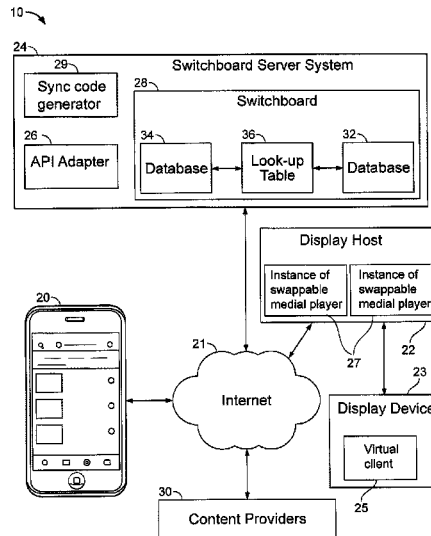 10
24
Switchboard Server System
29
Sync code
generator
26
API Adapter
28
Switchboard
34
Database
36
Look-up
Table
32
Database
Display Host
Instance of
swappable
medial player
Instance of
swappable
medial player
27
22
20
21
Internet
23
Display Device
Virtual
client
25
30
Content Providers